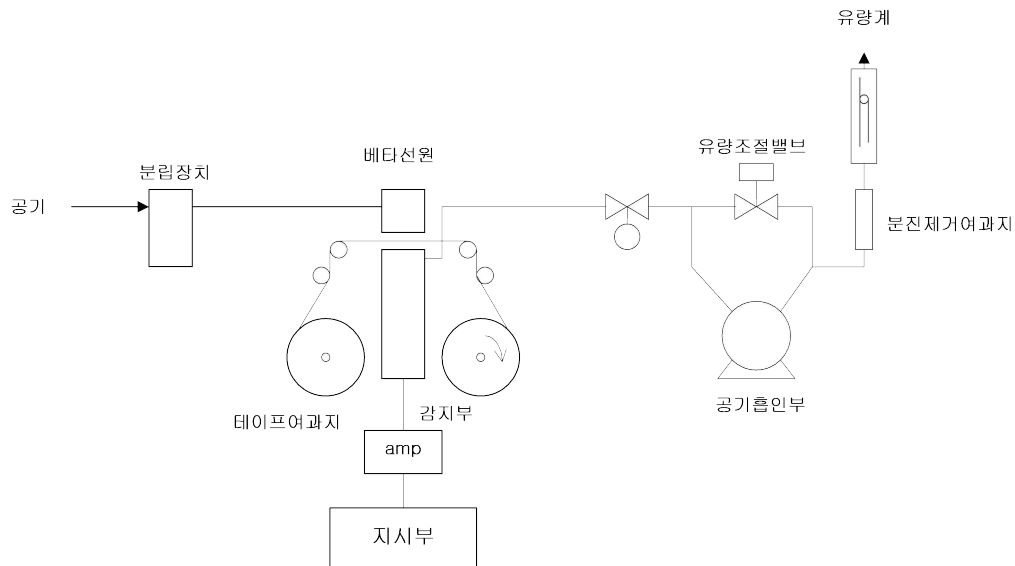 유량계
유량조절밸브
베타선원
분립장치
공기
분진제거여과지
공기흡인부
감지부
테이프여과지
amp
지시부